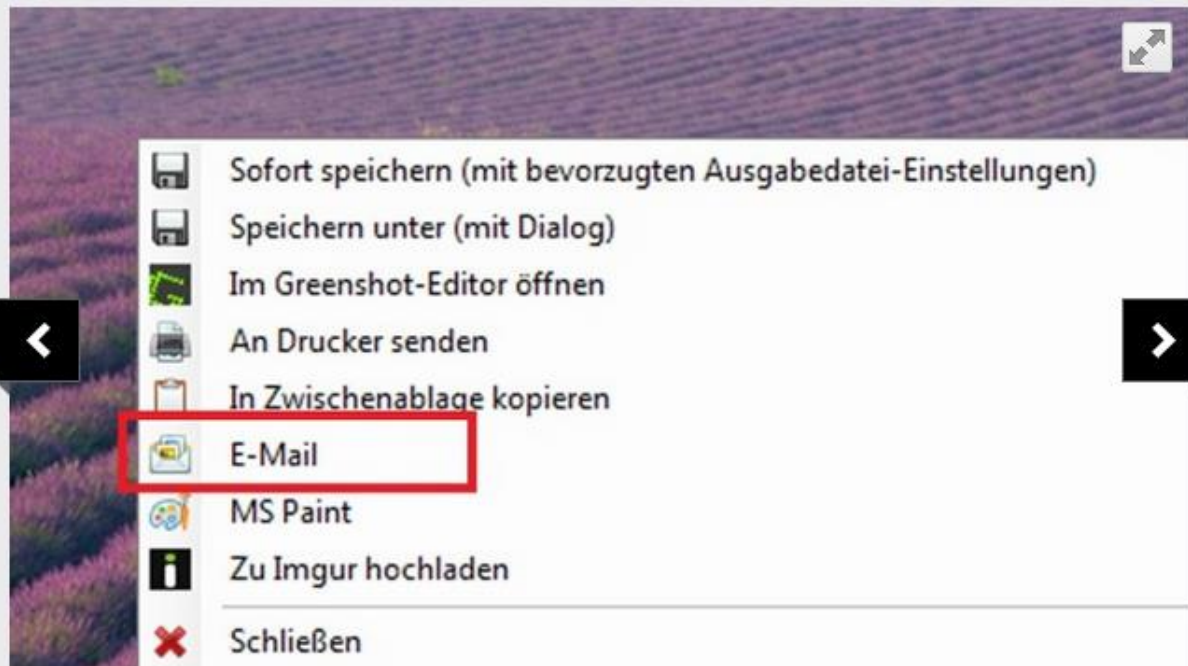 Sofort speichern (mit bevorzugten Ausgabedatei-Einstellungen)
Speichern unter (mit Dialog)
Im Greenshot-Editor öffnen
An Drucker senden
In Zwischenablage kopieren
E-Mail
MS Paint
Zu Imgur hochladen
Schließen